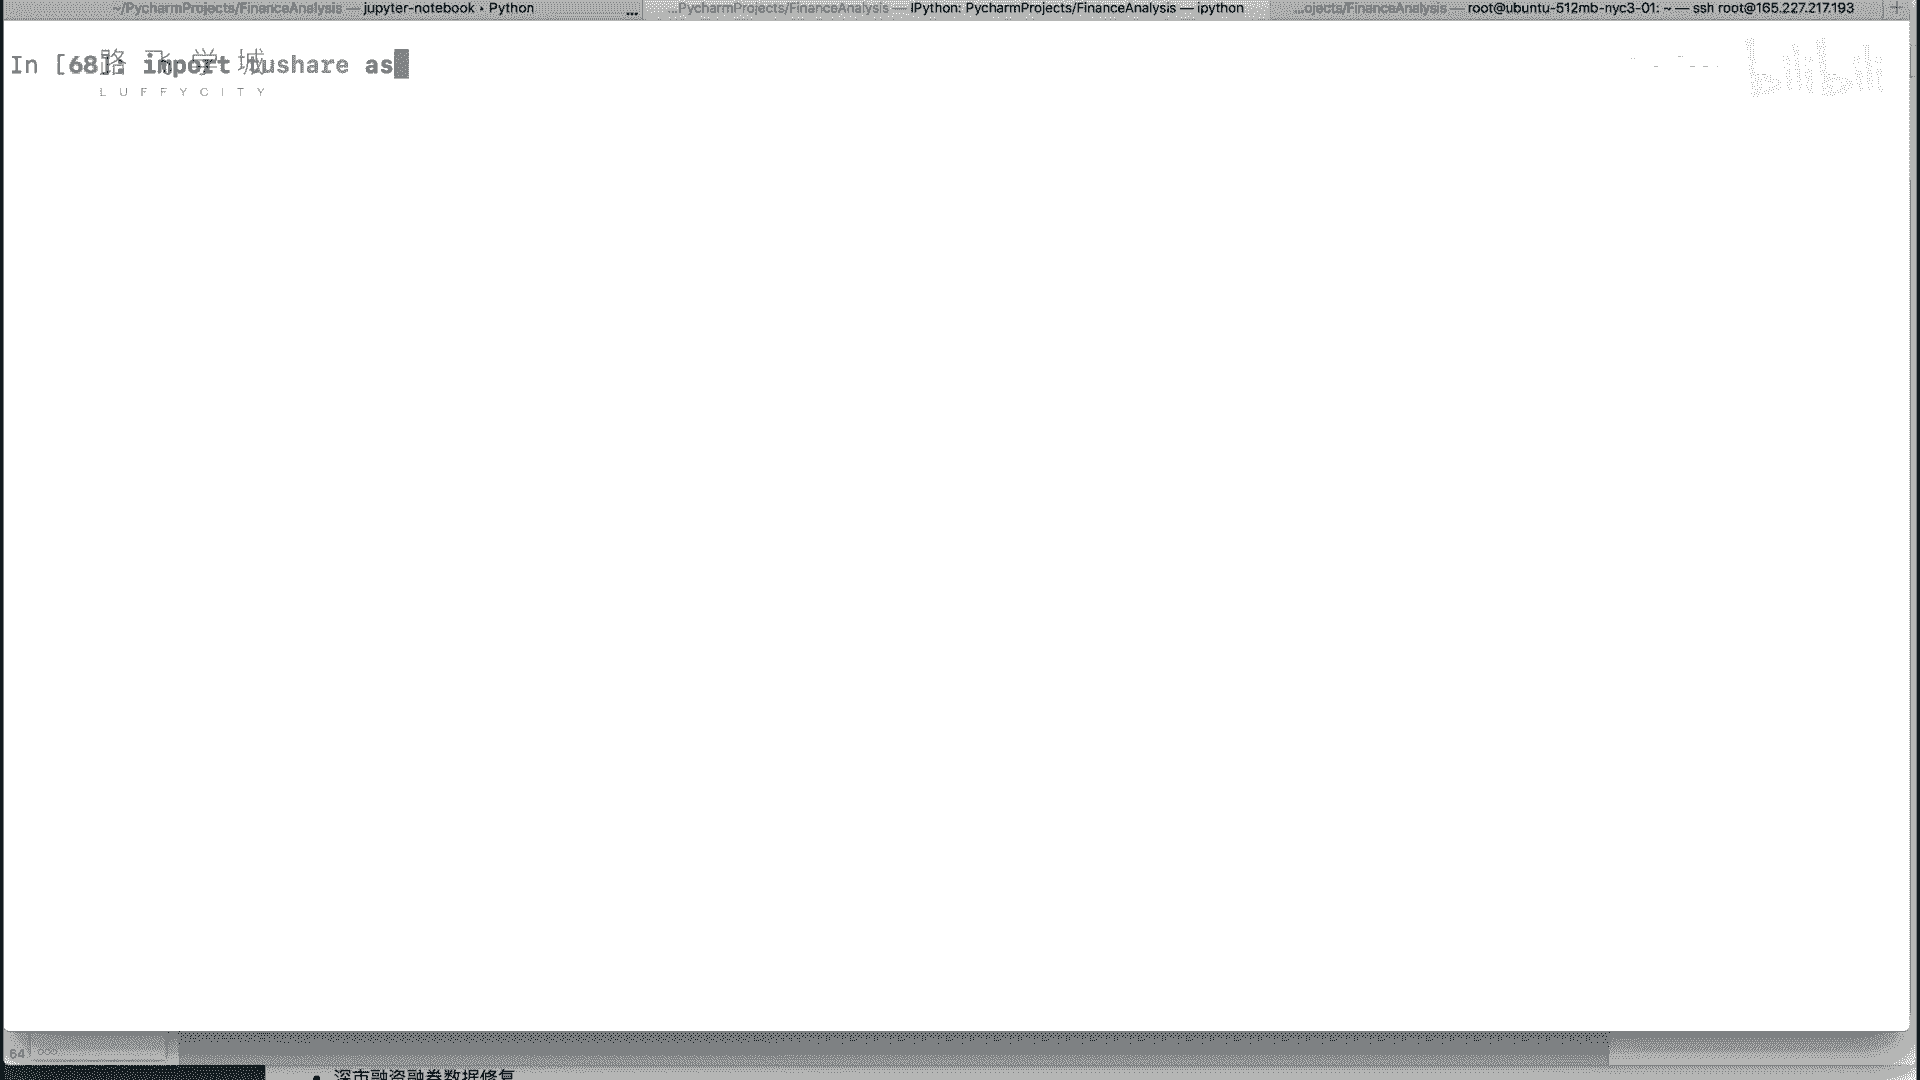 ~/PycharmProjects/FinanceAnalysis — jupyter-notebook • Python ... ...PycharmProjects/FinanceAnalysis — IPython: PycharmProjects/FinanceAnalysis — ipython ...ojects/FinanceAnalysis — root@ubuntu-512mb-nyc3-01: ~ — ssh root@165.227.217.193 +
In [68]: import tushare as
路飞学城
LUFFYCITY
bilibili
64
深市融资融券数据修复